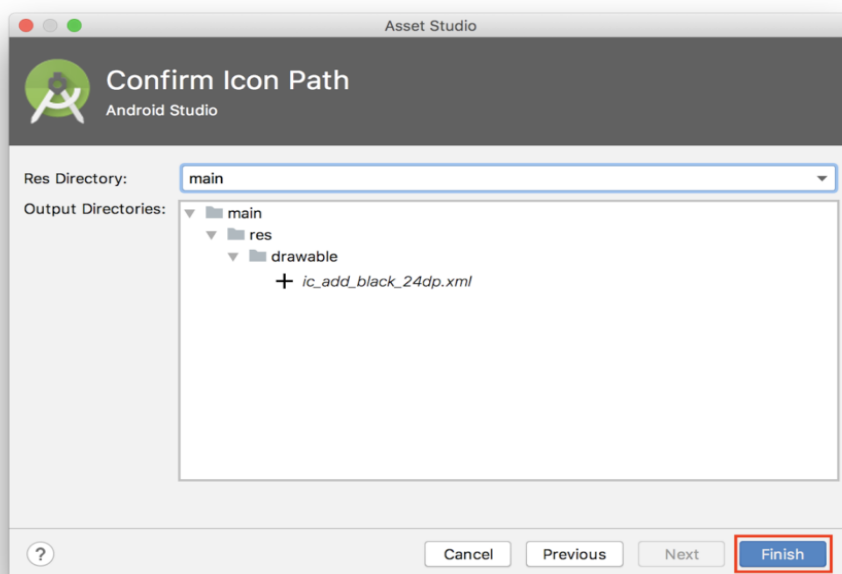 Asset Studio
Confirm Icon Path
Android Studio
Res Directory: main
Output Directories: main
res
drawable
ic_add_black_24dp.xml
? Cancel Previous Next Finish